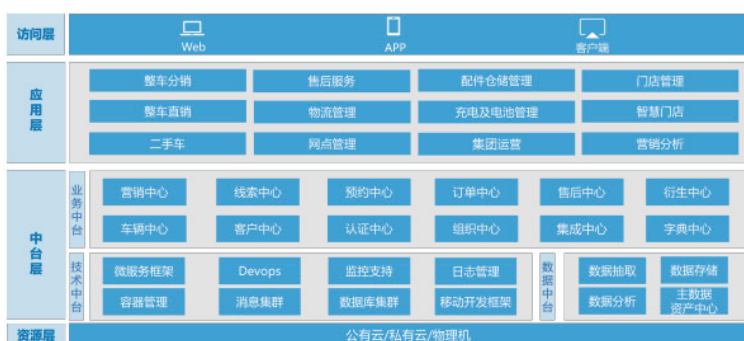 访问层
Web
APP
客户端
应用层
整车分销 售后服务 配件仓储管理 门店管理
整车直销 物流管理 充电及电池管理 智慧门店
二手车 网点管理 集团运营 营销分析
中台层
业务中台
营销中心 线索中心 预约中心 订单中心 售后中心 衍生中心
车辆中心 客户中心 认证中心 组织中心 集成中心 字典中心
技术中台
微服务框架 Devops 监控支持 日志管理
容器管理 消息集群 数据库集群 移动开发框架
数据中台
数据抽取 数据存储
数据分析 主数据
资产中心
资源层
公有云/私有云/物理机